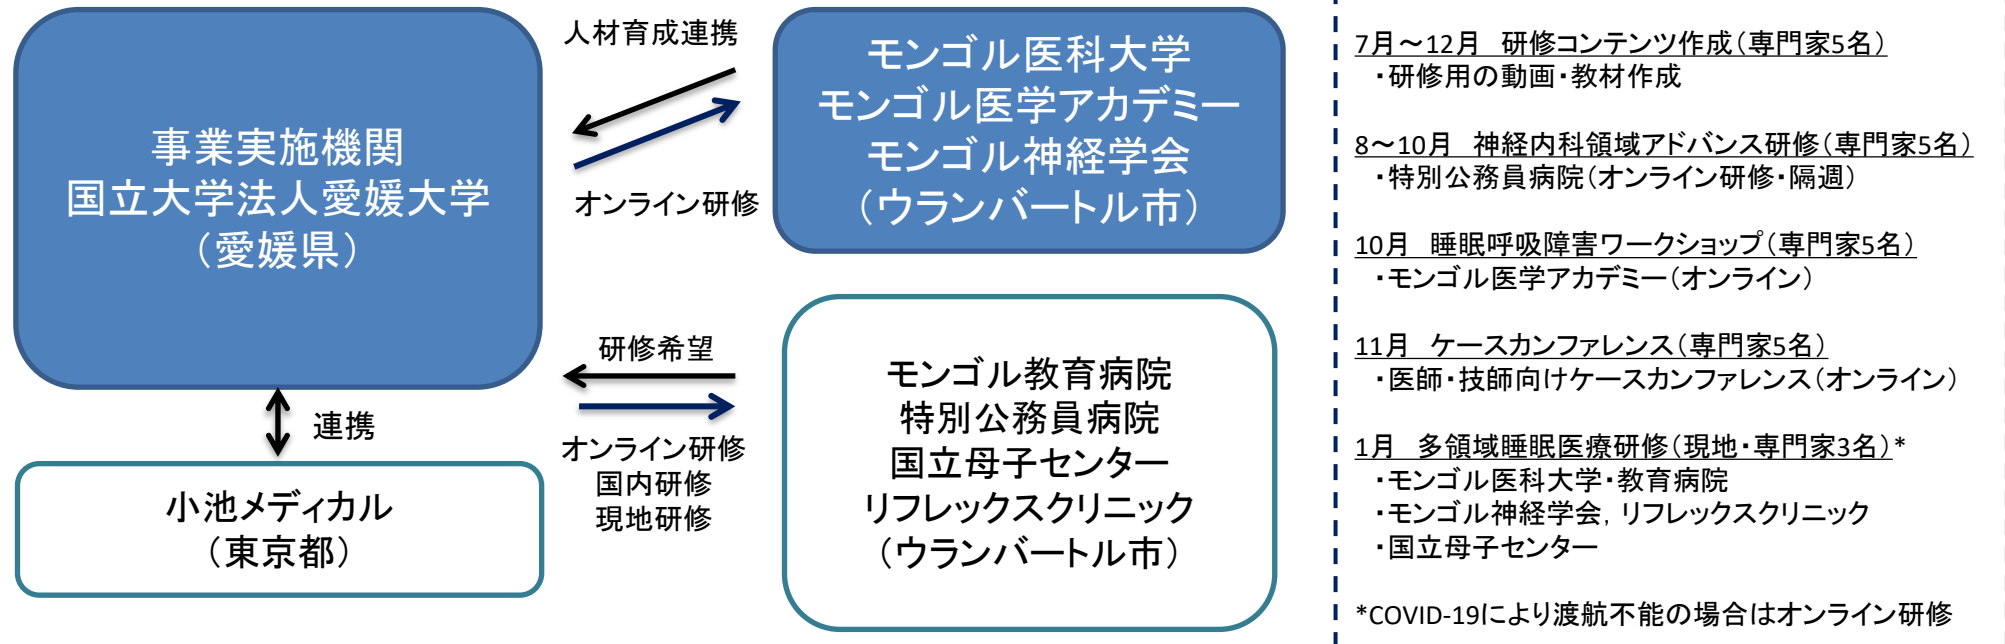 事業実施機関
国立大学法人愛媛大学
（愛媛県）
連携
小池メディカル
（東京都）
人材育成連携
オンライン研修
モンゴル医科大学
モンゴル医学アカデミー
モンゴル神経学会
（ウランバートル市）
研修希望
オンライン研修
国内研修
現地研修
モンゴル教育病院
特別公務員病院
国立母子センター
リフレックスクリニック
（ウランバートル市）
7月～12月　研修コンテンツ作成（専門家5名）
・研修用の動画・教材作成
8～10月　神経内科領域アドバンス研修（専門家5名）
・特別公務員病院（オンライン研修・隔週）
10月　睡眠呼吸障害ワークショップ（専門家5名）
・モンゴル医学アカデミー（オンライン）
11月　ケースカンファレンス（専門家5名）
・医師・技師向けケースカンファレンス（オンライン）
1月　多領域睡眠医療研修（現地・専門家3名）*
・モンゴル医科大学・教育病院
・モンゴル神経学会，リフレックスクリニック
・国立母子センター
*COVID-19により渡航不能の場合はオンライン研修